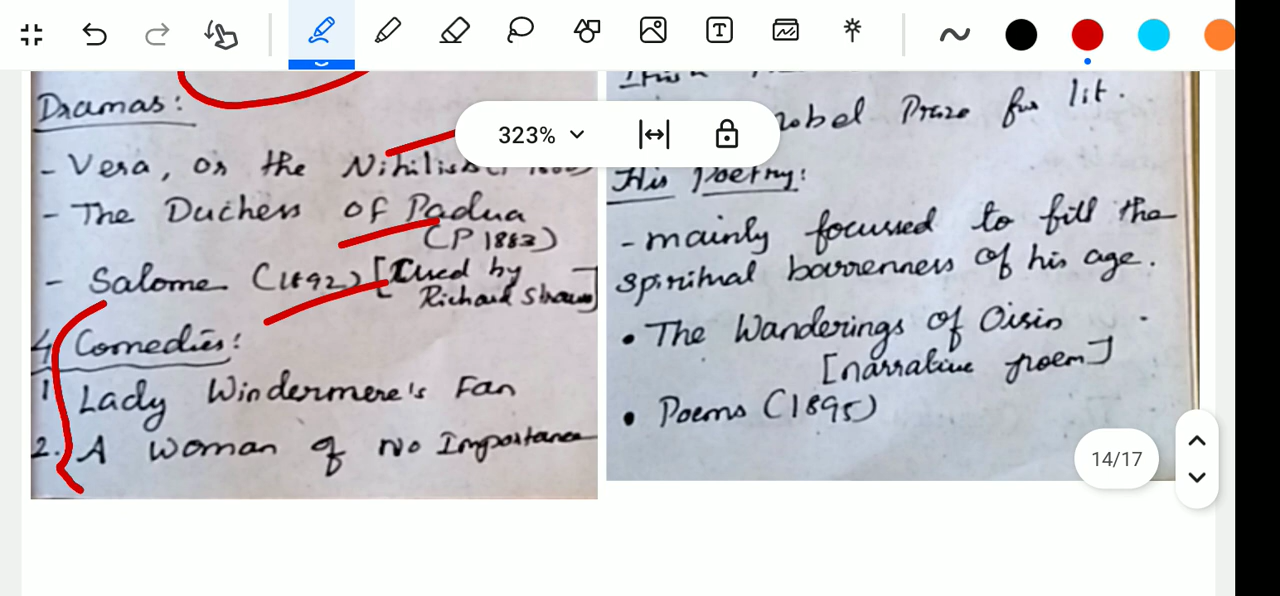 323%
Dramas:
- Vera, or the Nihilists
- The Duchess of Padua
(P 1883)
- Salome (1892) [Used by
Richard Strauss]
4 Comedies:
1 Lady Windermere's Fan
2. A Woman of No Importance
nobel Prize for lit.
His Poetry:
- mainly focussed to fill the
spiritual barrenness of his age.
• The Wanderings of Oisin
[narrative poem]
• Poems (1895)
14/17